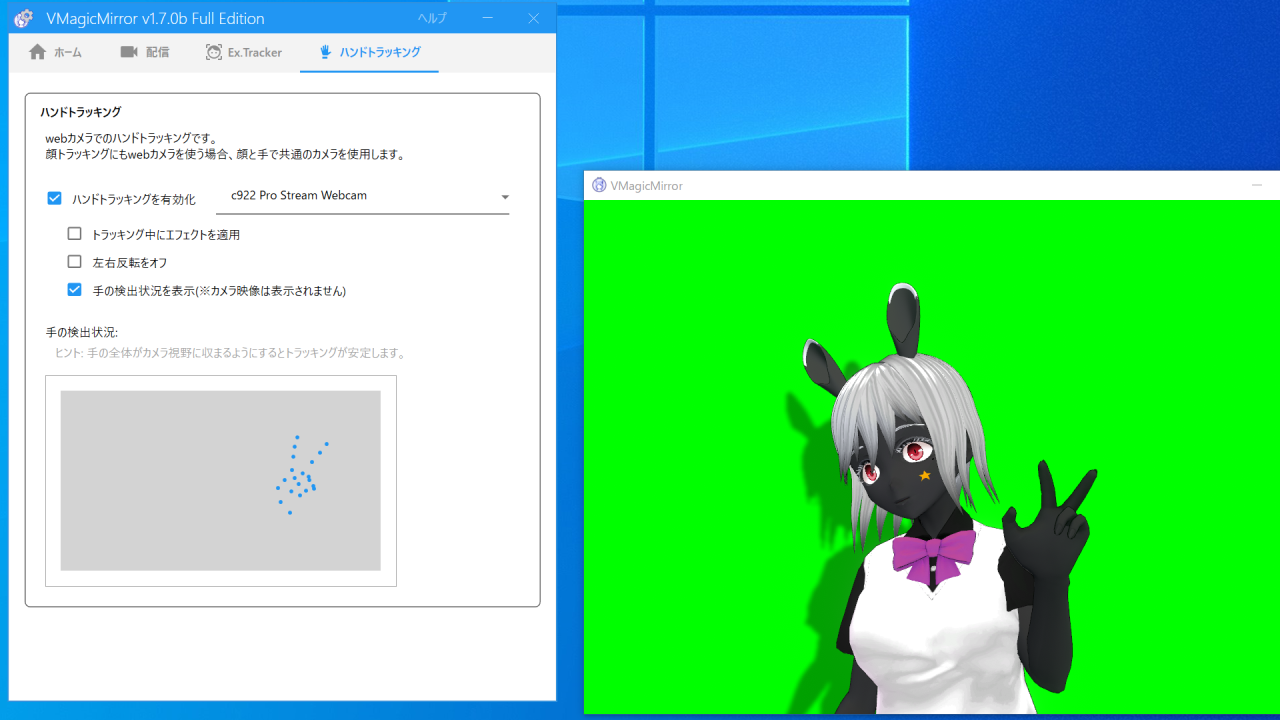 VMagicMirror v1.7.0b Full Edition
ヘルプ
ホーム
配信
Ex.Tracker
ハンドトラッキング
ハンドトラッキング
webカメラでのハンドトラッキングです。
顔トラッキングにもwebカメラを使う場合、顔と手で共通のカメラを使用します。
ハンドトラッキングを有効化
c922 Pro Stream Webcam
トラッキング中にエフェクトを適用
左右反転をオフ
手の検出状況を表示(※カメラ映像は表示されません)
手の検出状況:
ヒント: 手の全体がカメラ視野に収まるようにするとトラッキングが安定します。
VMagicMirror